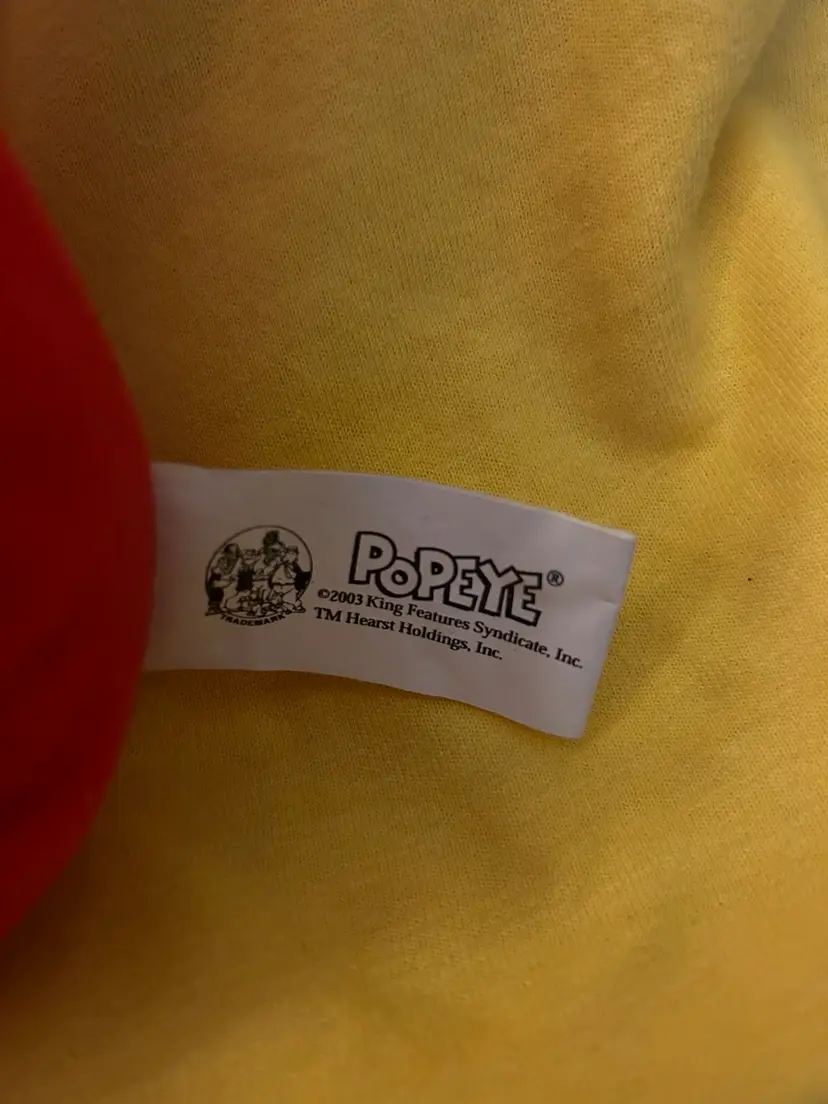 TRADEMARK
POPEYE®
©2003 King Features Syndicate, Inc.
TM Hearst Holdings, Inc.